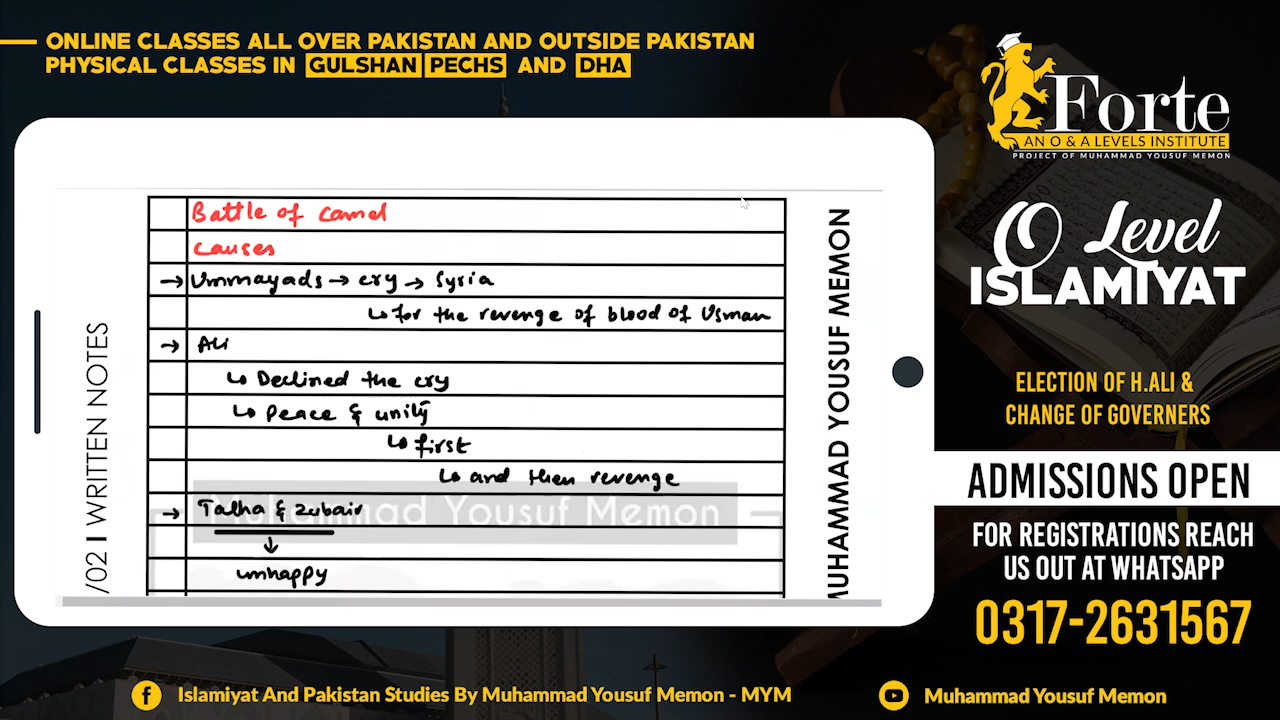 ONLINE CLASSES ALL OVER PAKISTAN AND OUTSIDE PAKISTAN
PHYSICAL CLASSES IN GULSHAN PECHS AND DHA
Forte
AN O & A LEVELS INSTITUTE
PROJECT OF MUHAMMAD YOUSUF MEMON
/02 I WRITTEN NOTES
Battle of Camel
Causes
→ Ummayads → cry → Syria
↳ for the revenge of blood of Usman
→ Ali
↳ Declined the cry
↳ Peace & unity
↳ first
↳ and then revenge
→ Talha & Zubair
↓
unhappy
Muhammad Yousuf Memon
MUHAMMAD YOUSUF MEMON
O Level
ISLAMIYAT
ELECTION OF H.ALI &
CHANGE OF GOVERNERS
ADMISSIONS OPEN
FOR REGISTRATIONS REACH
US OUT AT WHATSAPP
0317-2631567
Islamiyat And Pakistan Studies By Muhammad Yousuf Memon - MYM
Muhammad Yousuf Memon